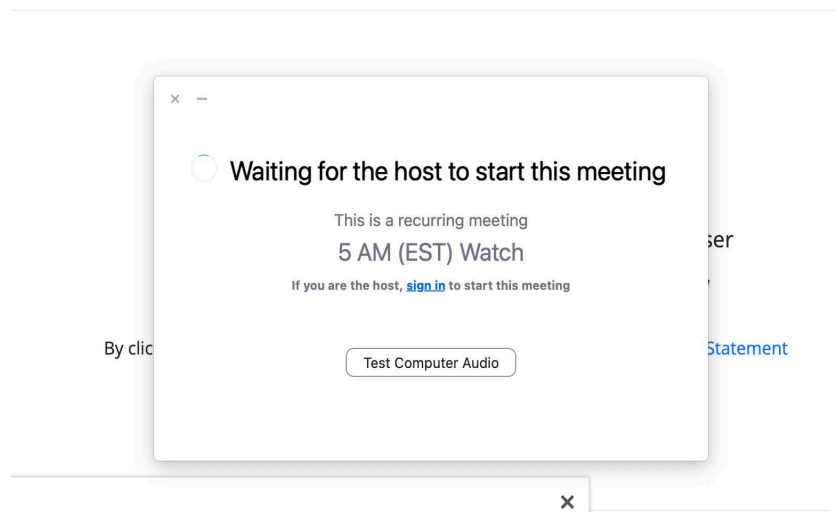 Waiting for the host to start this meeting
This is a recurring meeting
5 AM (EST) Watch
ser
If you are the host, sign in to start this meeting
By clic
Statement
Test Computer Audio